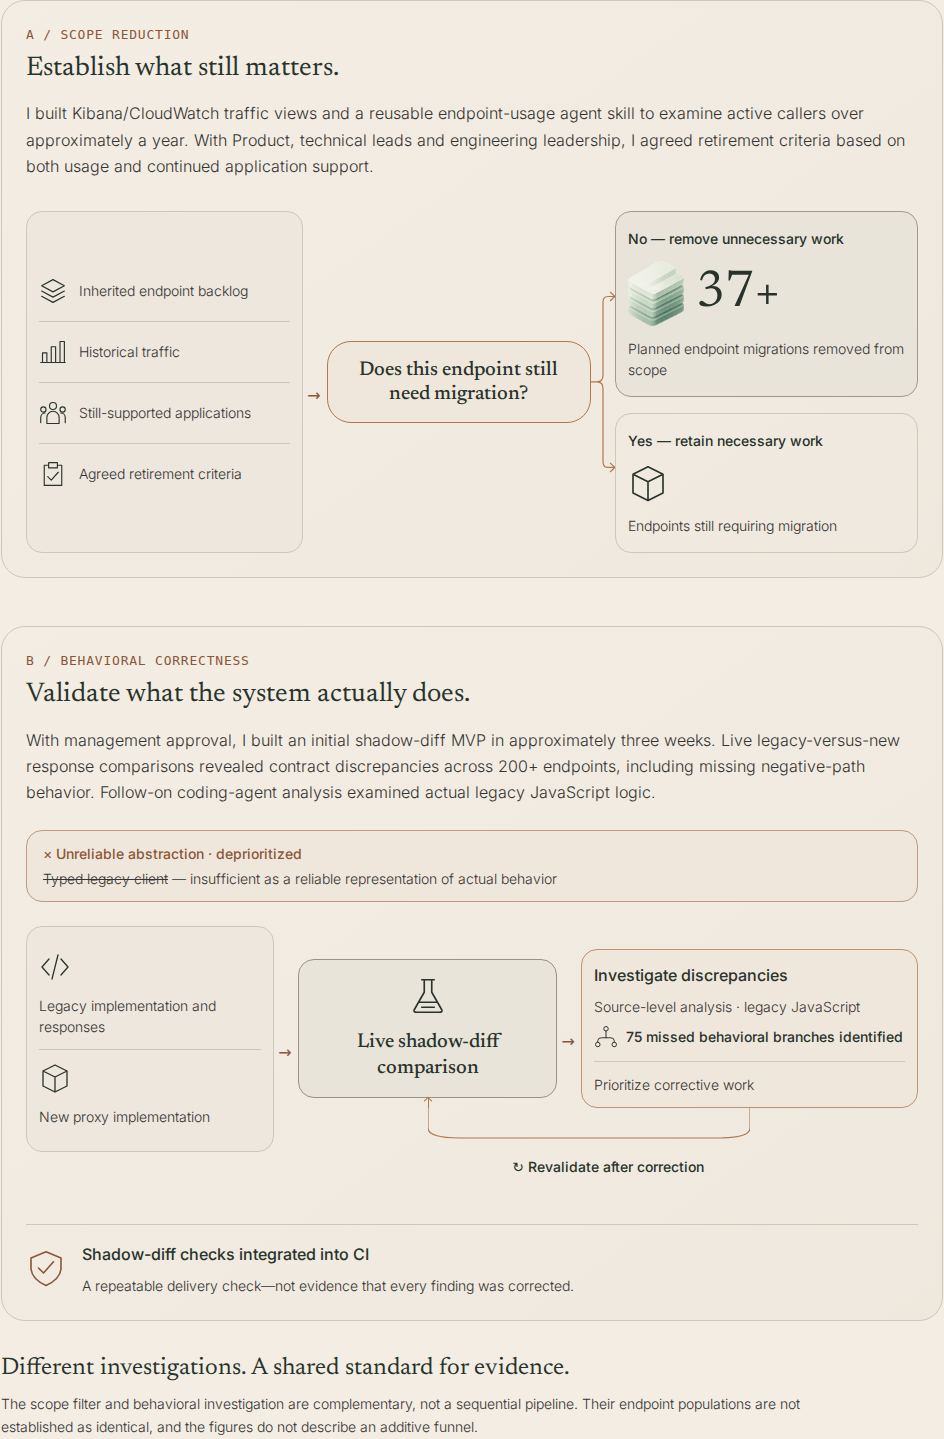 A / SCOPE REDUCTION
Establish what still matters.
I built Kibana/CloudWatch traffic views and a reusable endpoint-usage agent skill to examine active callers over
approximately a year. With Product, technical leads and engineering leadership, I agreed retirement criteria based on
both usage and continued application support.
Inherited endpoint backlog
Historical traffic
Still-supported applications
Agreed retirement criteria
→
Does this endpoint still
need migration?
No — remove unnecessary work
37+
Planned endpoint migrations removed from
scope
Yes — retain necessary work
Endpoints still requiring migration
B / BEHAVIORAL CORRECTNESS
Validate what the system actually does.
With management approval, I built an initial shadow-diff MVP in approximately three weeks. Live legacy-versus-new
response comparisons revealed contract discrepancies across 200+ endpoints, including missing negative-path
behavior. Follow-on coding-agent analysis examined actual legacy JavaScript logic.
× Unreliable abstraction · deprioritized
Typed legacy client — insufficient as a reliable representation of actual behavior
Legacy implementation and
responses
New proxy implementation
→
Live shadow-diff
comparison
→
Investigate discrepancies
Source-level analysis · legacy JavaScript
75 missed behavioral branches identified
Prioritize corrective work
↻ Revalidate after correction
Shadow-diff checks integrated into CI
A repeatable delivery check—not evidence that every finding was corrected.
Different investigations. A shared standard for evidence.
The scope filter and behavioral investigation are complementary, not a sequential pipeline. Their endpoint populations are not
established as identical, and the figures do not describe an additive funnel.